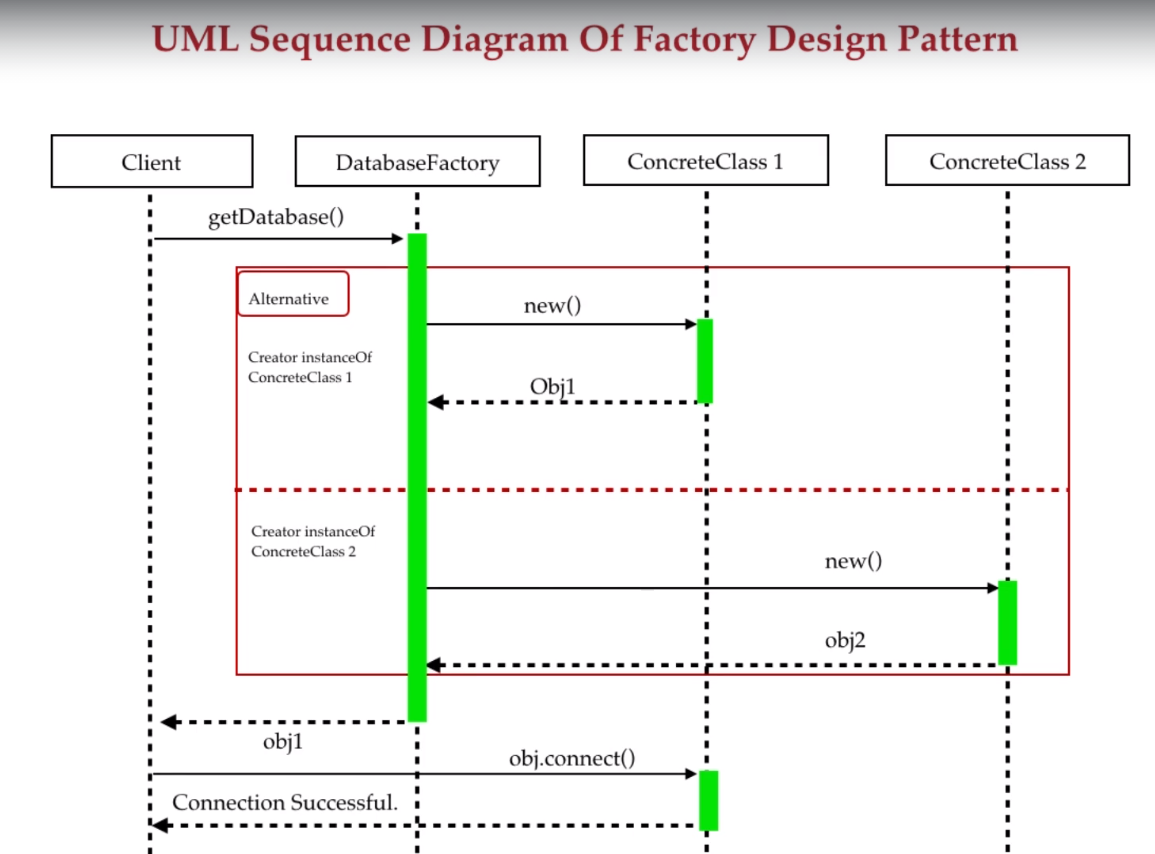 UML Sequence Diagram Of Factory Design Pattern
Client
DatabaseFactory
ConcreteClass 1
ConcreteClass 2
getDatabase()
Alternative
new()
Creator instanceOf
ConcreteClass 1
Obj1
Creator instanceOf
ConcreteClass 2
new()
obj2
obj1
obj.connect()
Connection Successful.